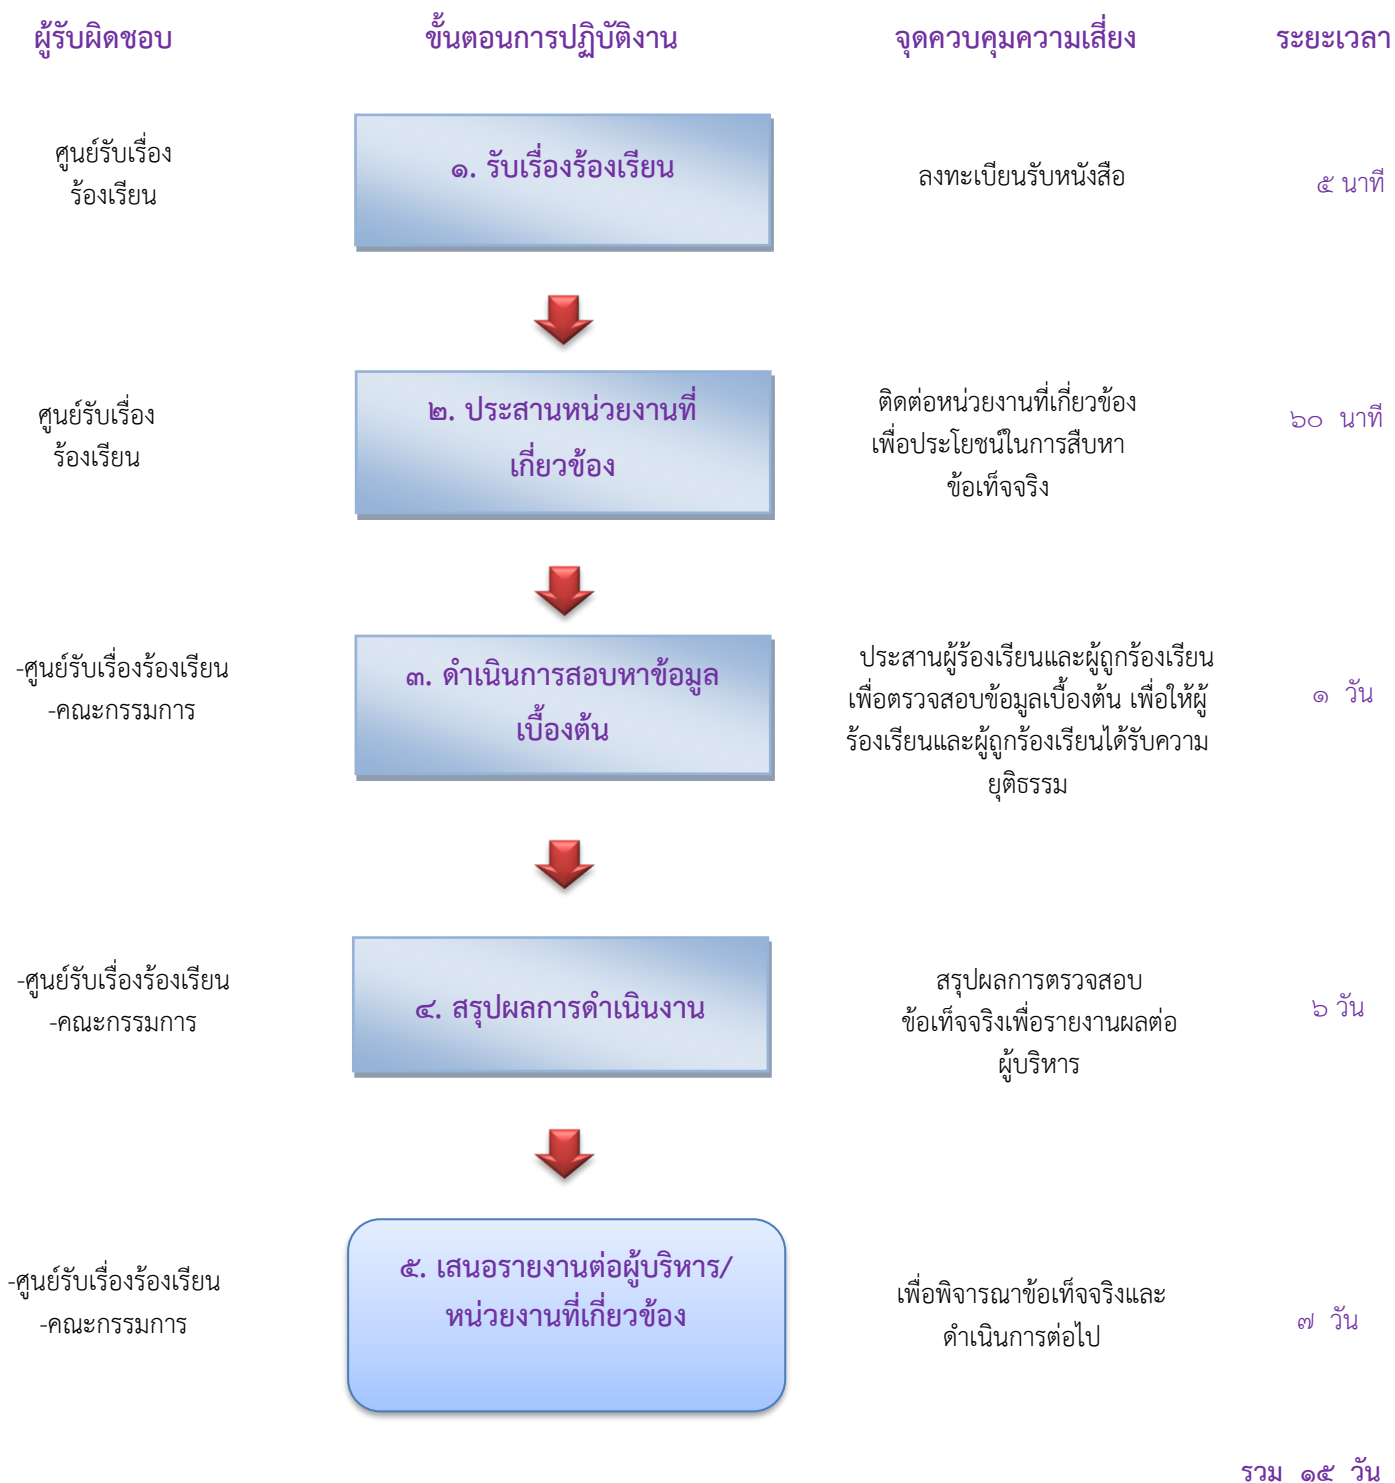 ผู้รับผิดชอบ ขั้นตอนการปฏิบัติงาน จุดควบคุมความเสี่ยง ระยะเวลา
ศูนย์รับเรื่อง
ร้องเรียน
๑. รับเรื่องร้องเรียน
ลงทะเบียนรับหนังสือ
๕ นาที
ศูนย์รับเรื่อง
ร้องเรียน
๒. ประสานหน่วยงานที่
เกี่ยวข้อง
ติดต่อหน่วยงานที่เกี่ยวข้อง
เพื่อประโยชน์ในการสืบหา
ข้อเท็จจริง
๖๐ นาที
-ศูนย์รับเรื่องร้องเรียน
-คณะกรรมการ
๓. ดำเนินการสอบหาข้อมูล
เบื้องต้น
ประสานผู้ร้องเรียนและผู้ถูกร้องเรียน
เพื่อตรวจสอบข้อมูลเบื้องต้น เพื่อให้ผู้
ร้องเรียนและผู้ถูกร้องเรียนได้รับความ
ยุติธรรม
๑ วัน
-ศูนย์รับเรื่องร้องเรียน
-คณะกรรมการ
๔. สรุปผลการดำเนินงาน
สรุปผลการตรวจสอบ
ข้อเท็จจริงเพื่อรายงานผลต่อ
ผู้บริหาร
๖ วัน
-ศูนย์รับเรื่องร้องเรียน
-คณะกรรมการ
๕. เสนอรายงานต่อผู้บริหาร/
หน่วยงานที่เกี่ยวข้อง
เพื่อพิจารณาข้อเท็จจริงและ
ดำเนินการต่อไป
๗ วัน
รวม ๑๕ วัน